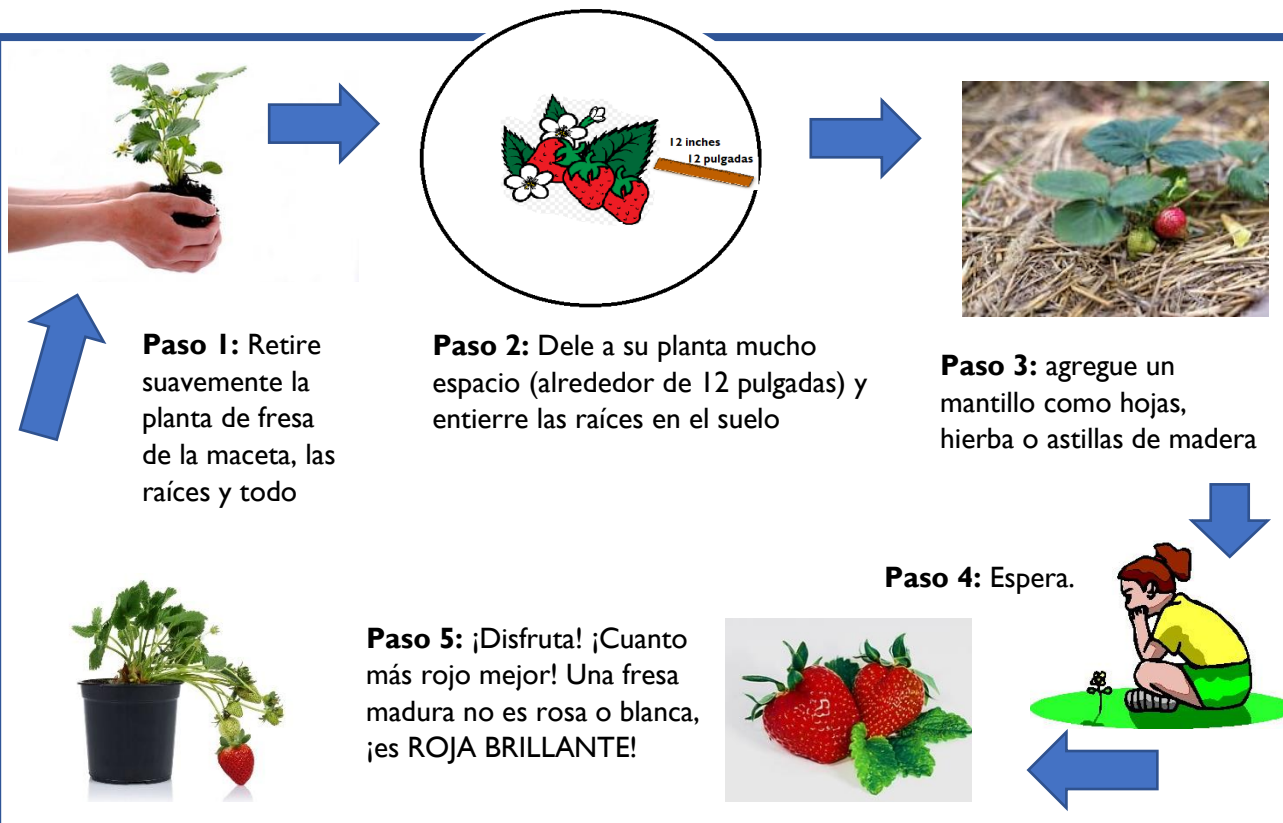 12 inches
12 pulgadas
Paso 1: Retire
suavemente la
planta de fresa
de la maceta, las
raíces y todo
Paso 2: Dele a su planta mucho
espacio (alrededor de 12 pulgadas) y
entierre las raíces en el suelo
Paso 3: agregue un
mantillo como hojas,
hierba o astillas de madera
Paso 4: Espera.
Paso 5: ¡Disfruta! ¡Cuanto
más rojo mejor! Una fresa
madura no es rosa o blanca,
¡es ROJA BRILLANTE!